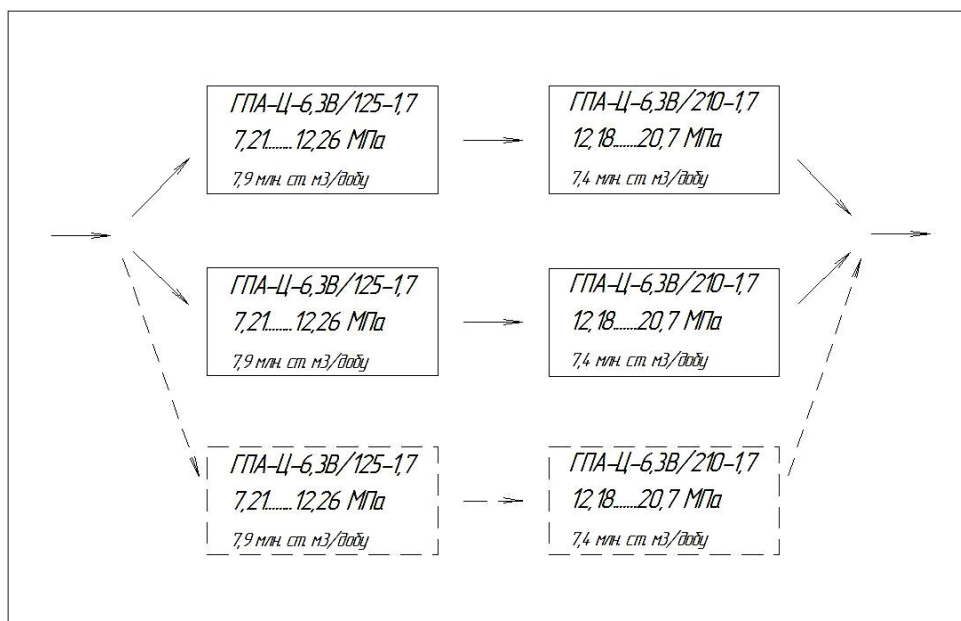 ГПА-Ц-6,3В/125-1,7
7,21.......12,26 МПа
7,9 млн. ст. м3/добу
ГПА-Ц-6,3В/210-1,7
12,18.......20,7 МПа
7,4 млн. ст. м3/добу
ГПА-Ц-6,3В/125-1,7
7,21.......12,26 МПа
7,9 млн. ст. м3/добу
ГПА-Ц-6,3В/210-1,7
12,18.......20,7 МПа
7,4 млн. ст. м3/добу
ГПА-Ц-6,3В/125-1,7
7,21.......12,26 МПа
7,9 млн. ст. м3/добу
ГПА-Ц-6,3В/210-1,7
12,18.......20,7 МПа
7,4 млн. ст. м3/добу